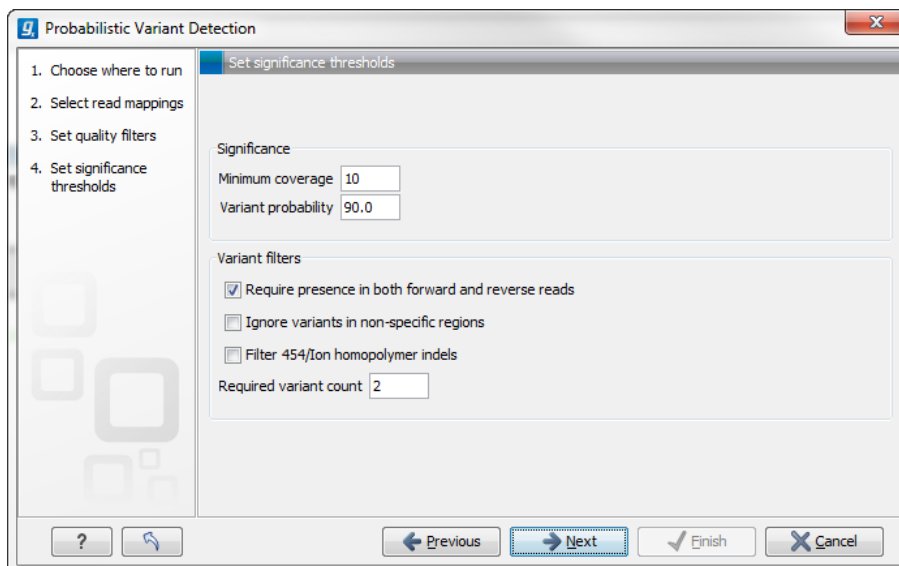 Probabilistic Variant Detection
1. Choose where to run
2. Select read mappings
3. Set quality filters
4. Set significance
thresholds
Set significance thresholds
Significance
Minimum coverage 10
Variant probability 90.0
Variant filters
Require presence in both forward and reverse reads
Ignore variants in non-specific regions
Filter 454/Ion homopolymer indels
Required variant count 2
? Previous Next Finish Cancel